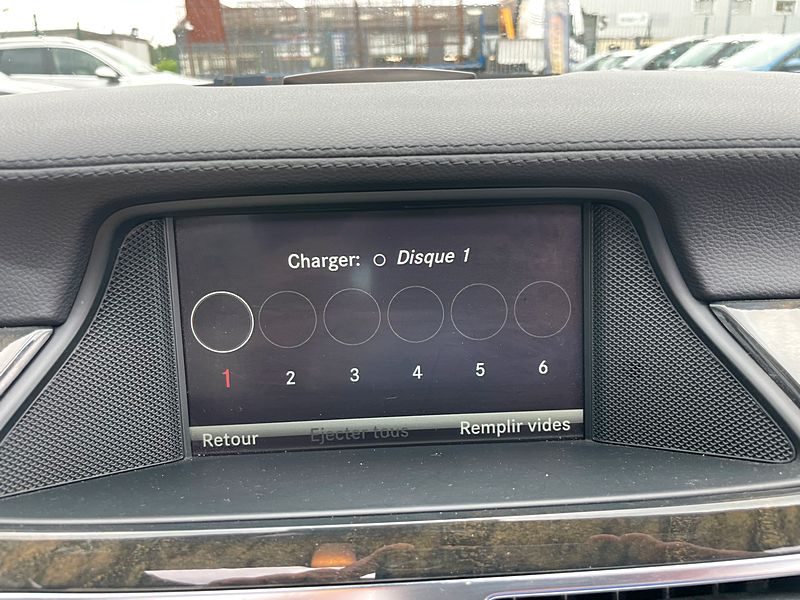 Charger: Disque 1
1 2 3 4 5 6
Retour Ejecter tous Remplir vides